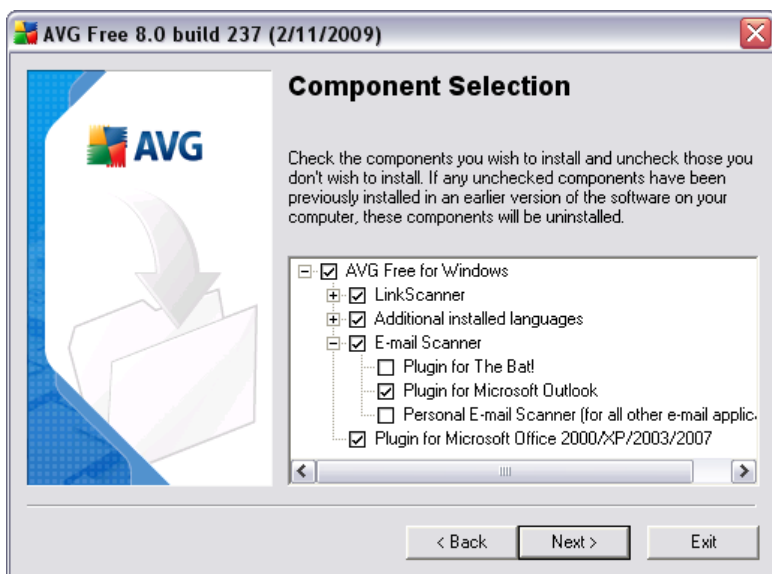 AVG Free 8.0 build 237 (2/11/2009)
AVG
Component Selection
Check the components you wish to install and uncheck those you
don't wish to install. If any unchecked components have been
previously installed in an earlier version of the software on your
computer, these components will be uninstalled.
AVG Free for Windows
LinkScanner
Additional installed languages
E-mail Scanner
Plugin for The Bat!
Plugin for Microsoft Outlook
Personal E-mail Scanner (for all other e-mail applic
Plugin for Microsoft Office 2000/XP/2003/2007
< Back
Next >
Exit